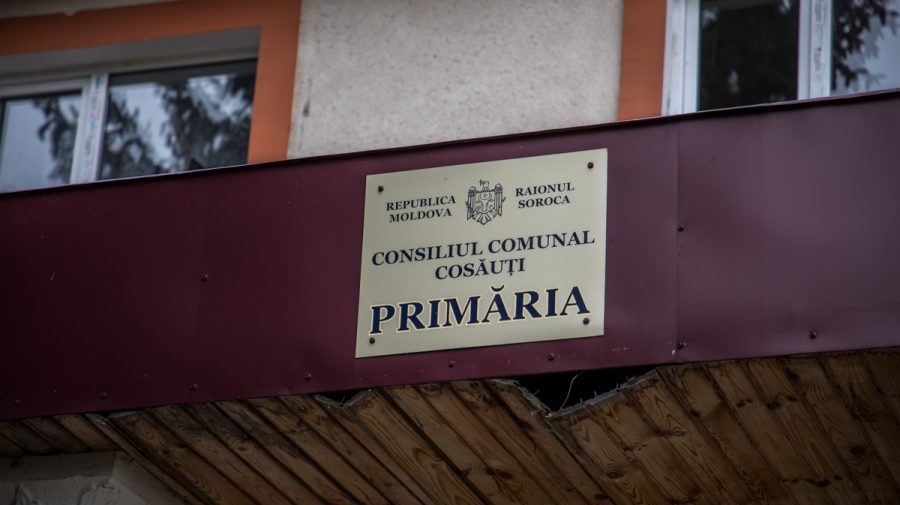 REPUBLICA MOLDOVA
RAIONUL SOROCA
CONSILIUL COMUNAL
COSĂUȚI
PRIMĂRIA